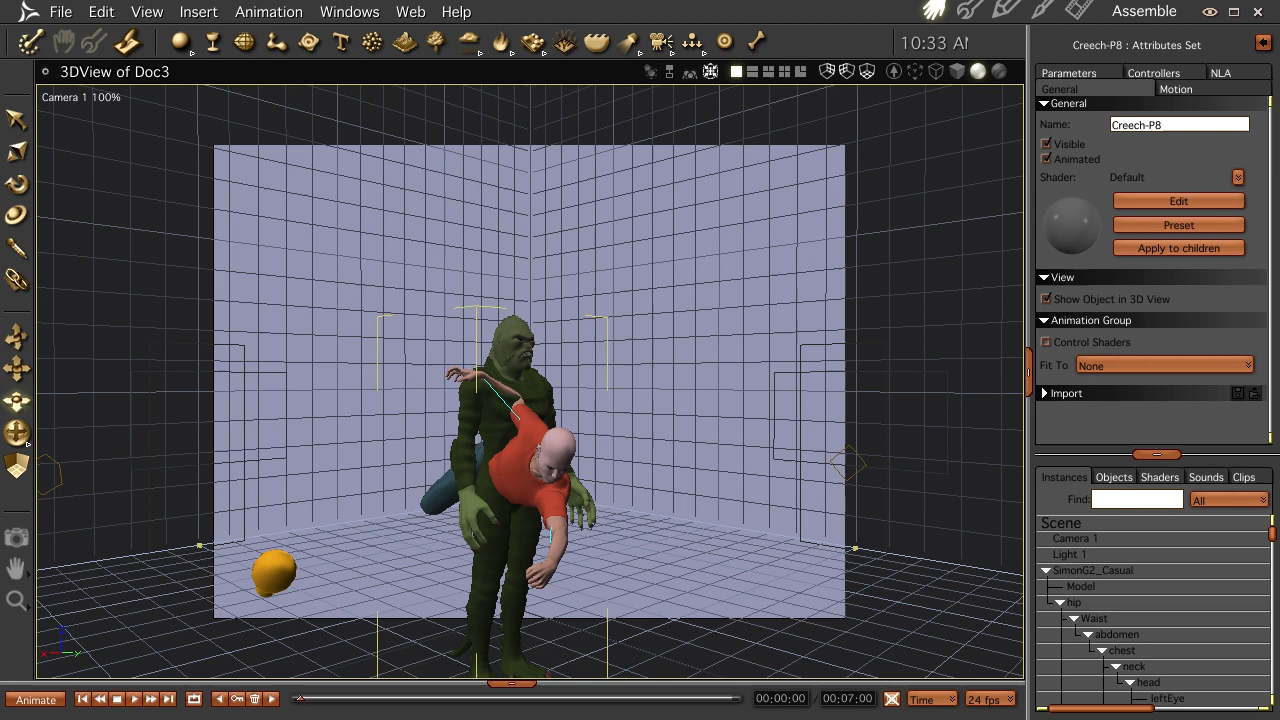 File Edit View Insert Animation Windows Web Help
Assemble
10:33 AM
3DView of Doc3
Camera 1 100%
Creech-P8 : Attributes Set
Parameters Controllers NLA
General Motion
General
Name: Creech-P8
Visible
Animated
Shader: Default
Edit
Preset
Apply to children
View
Show Object in 3D View
Animation Group
Control Shaders
Fit To None
Import
Instances Objects Shaders Sounds Clips
Find: All
Scene
Camera 1
Light 1
SimonG2_Casual
Model
hip
Waist
abdomen
chest
neck
head
leftEye
X Y Z
Animate
00:00:00 / 00:07:00 Time 24 fps